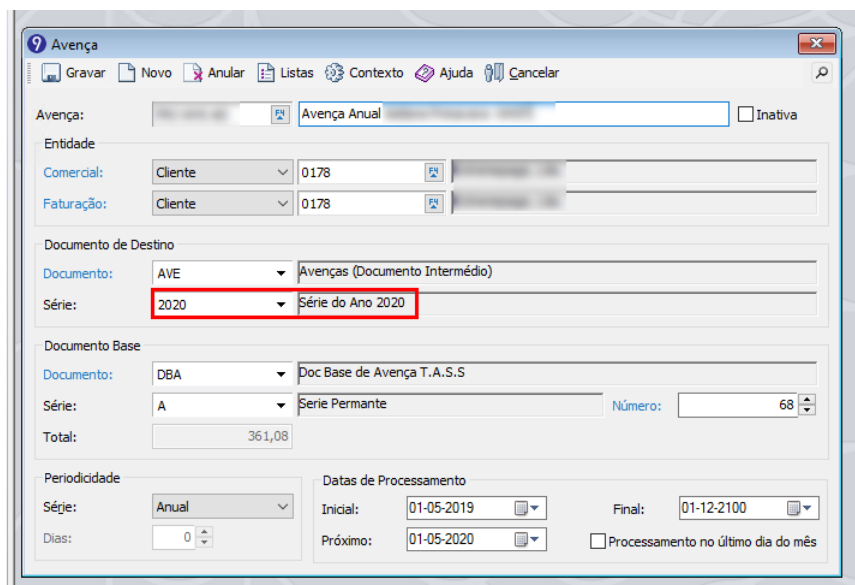 Avença
Gravar Novo Anular Listas Contexto Ajuda Cancelar
Avença: Avença Anual Inativa
Entidade
Comercial: Cliente 0178
Faturação: Cliente 0178
Documento de Destino
Documento: AVE Avenças (Documento Intermédio)
Série: 2020 Série do Ano 2020
Documento Base
Documento: DBA Doc Base de Avença T.A.S.S
Série: A Serie Permante Número: 68
Total: 361,08
Periodicidade Datas de Processamento
Série: Anual Inicial: 01-05-2019 Final: 01-12-2100
Dias: 0 Próximo: 01-05-2020 Processamento no último dia do mês